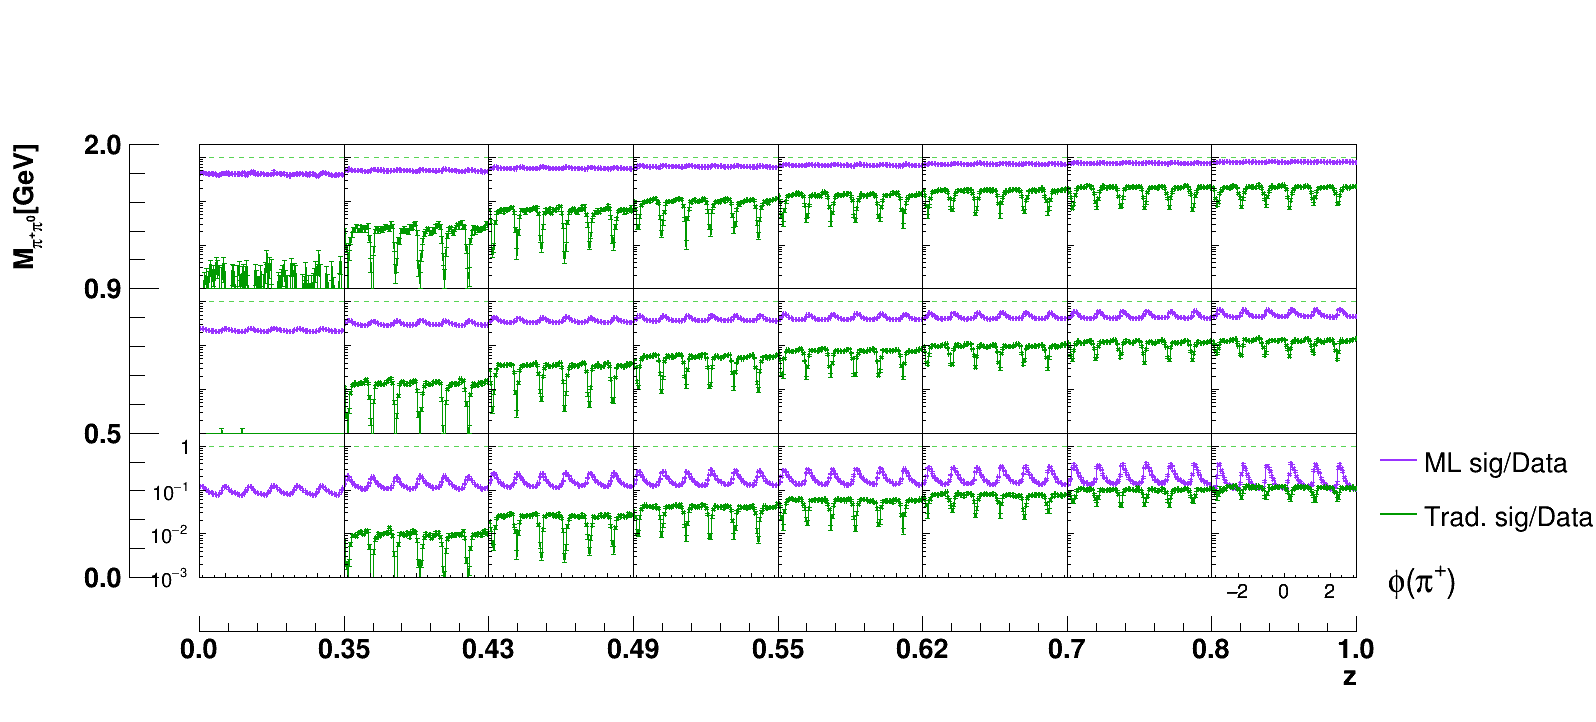 M_{π⁺π⁰}[GeV]
2.0
0.9
0.5
0.0
1
10⁻¹
10⁻²
10⁻³
ML sig/Data
Trad. sig/Data
−2 0 2
ϕ(π⁺)
0.0 0.35 0.43 0.49 0.55 0.62 0.7 0.8 1.0
z